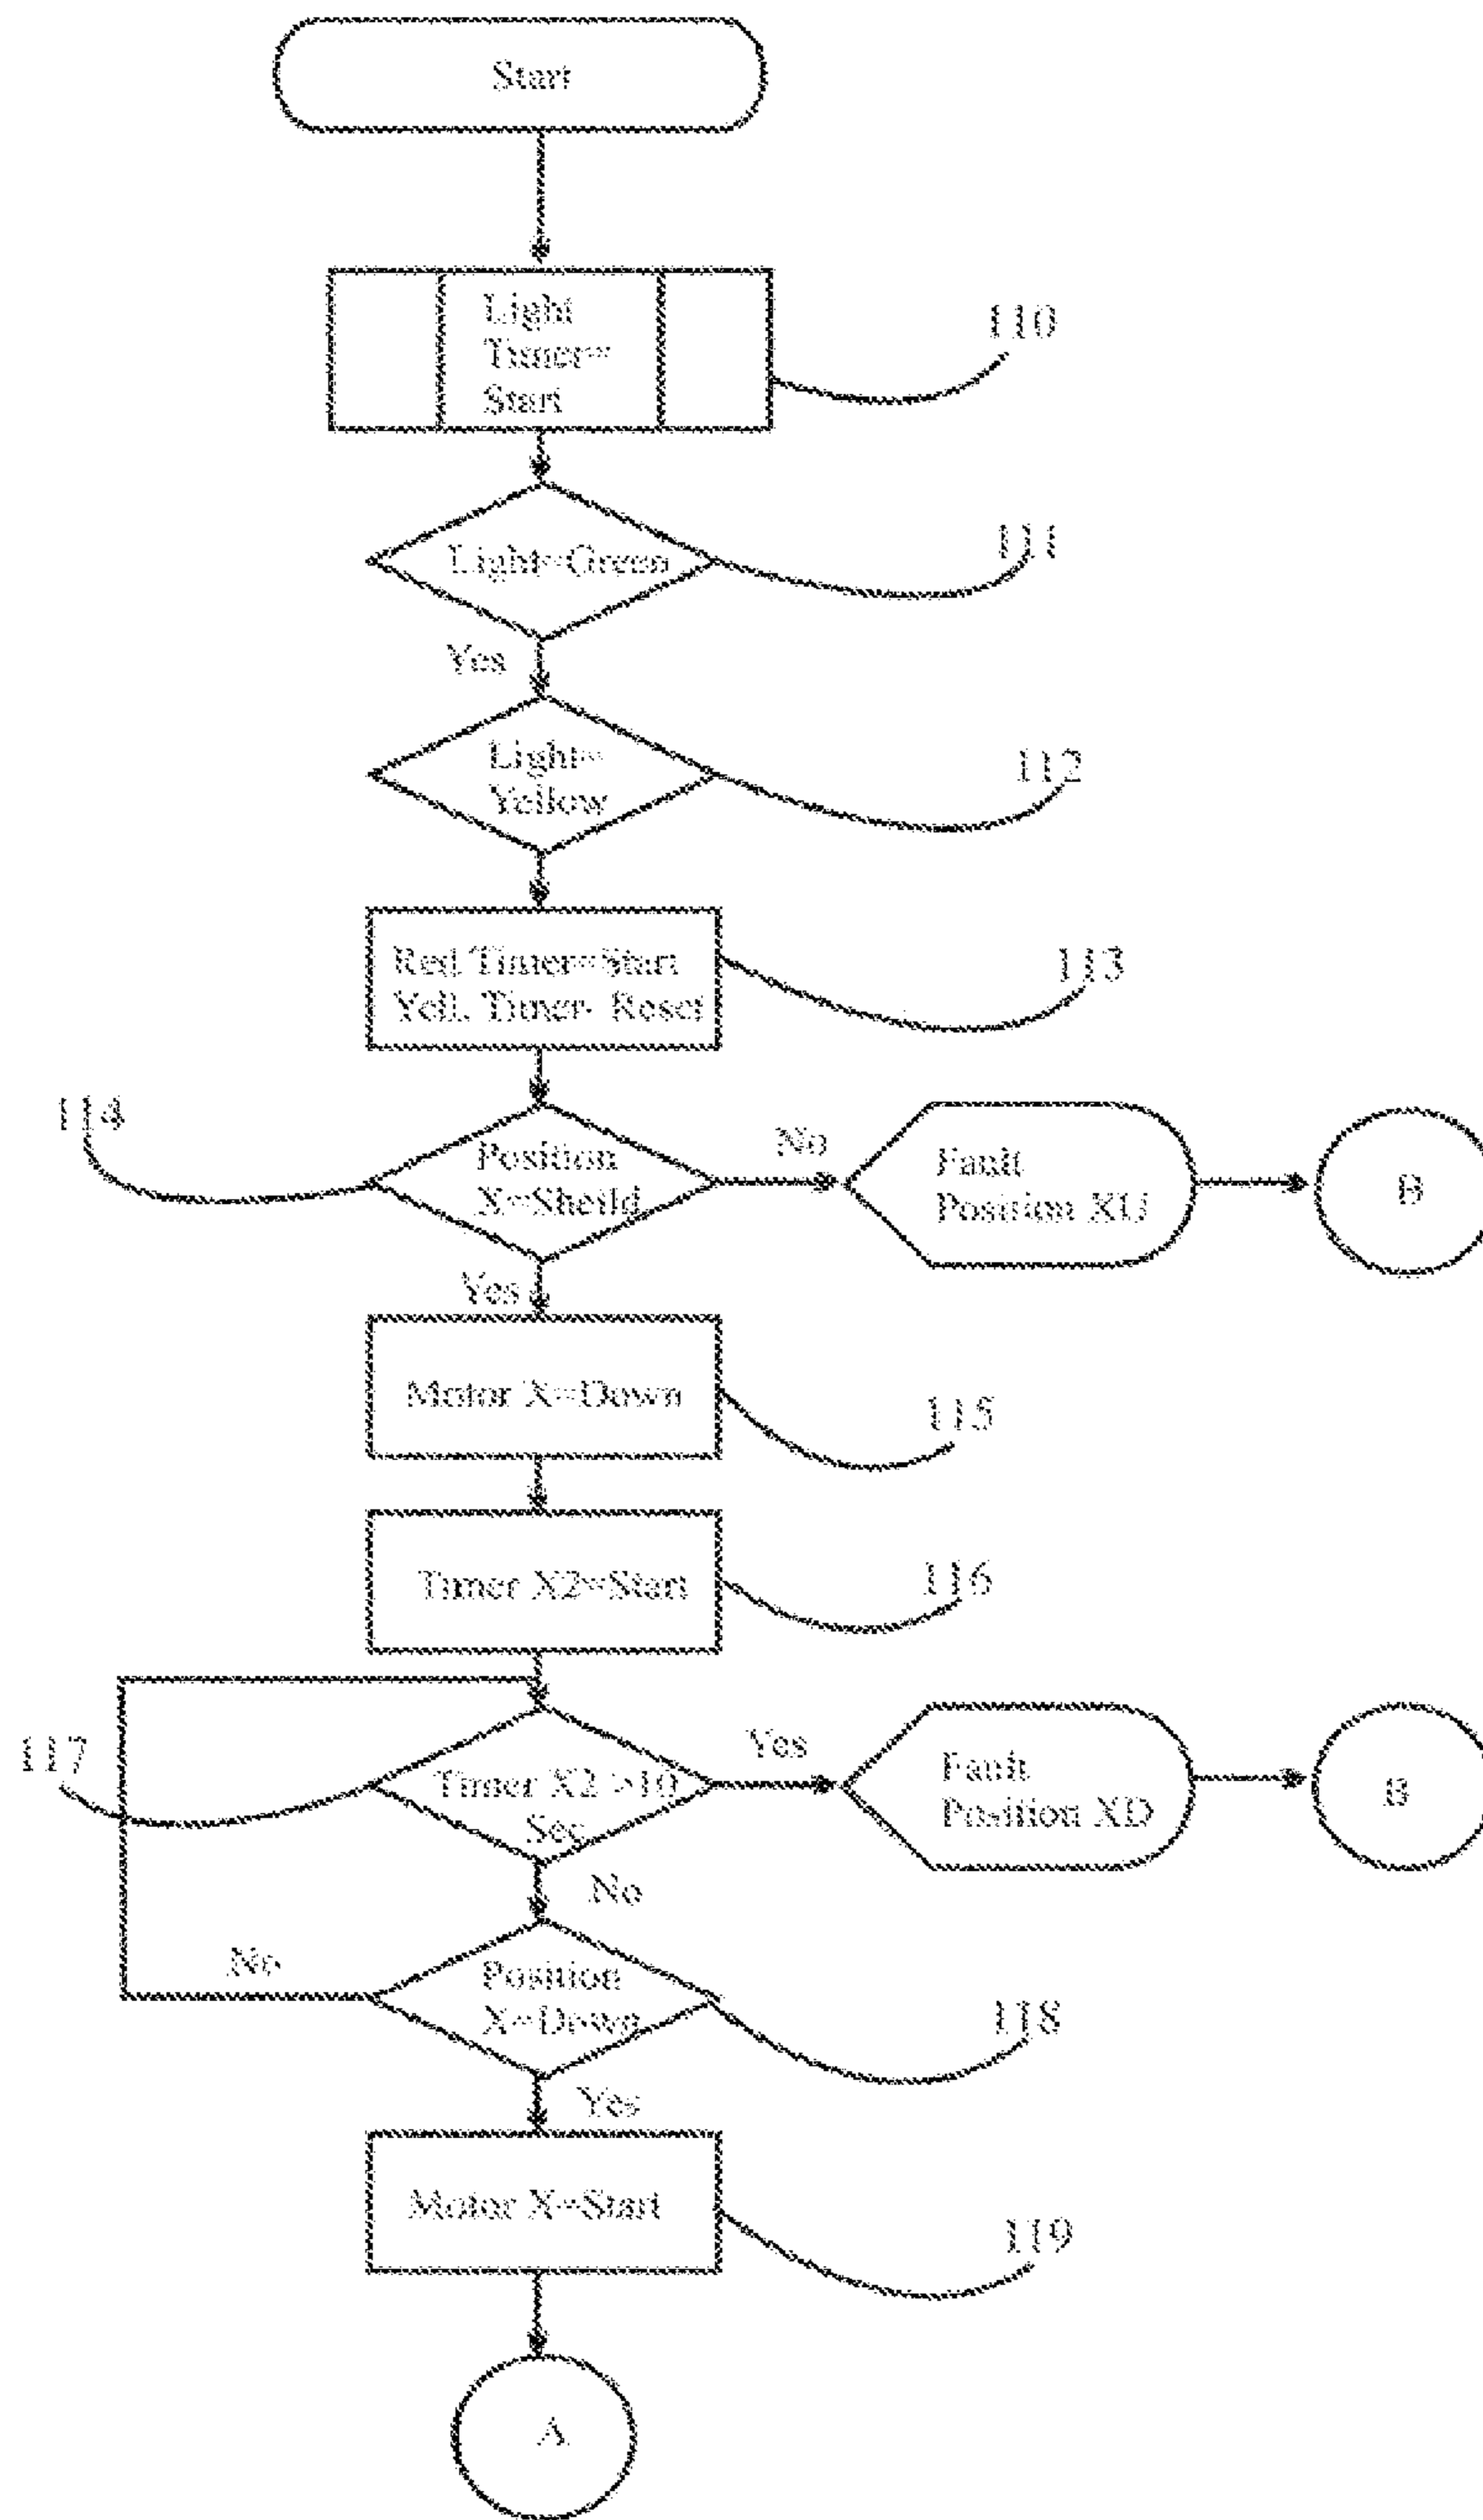 Start
Light
Timer=
Start
110
Light=Green
111
Yes
Light=
Yellow
112
Red Timer=Start
Yell. Timer- Reset
113
114
Position
X=Sheild
No
Fault
Position XU
B
Yes
Motor X=Down
115
Timer X2=Start
116
117
Timer X2 >10
Sec
Yes
Fault
Position XD
B
No
No
Position
X=Down
118
Yes
Motor X=Start
119
A